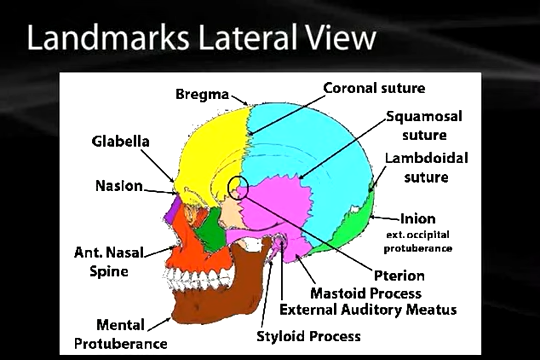 Landmarks Lateral View
Bregma
Coronal suture
Squamosal
suture
Glabella
Lambdoidal
suture
Nasion
Inion
ext. occipital
protuberance
Ant. Nasal
Spine
Pterion
Mastoid Process
External Auditory Meatus
Mental
Protuberance
Styloid Process